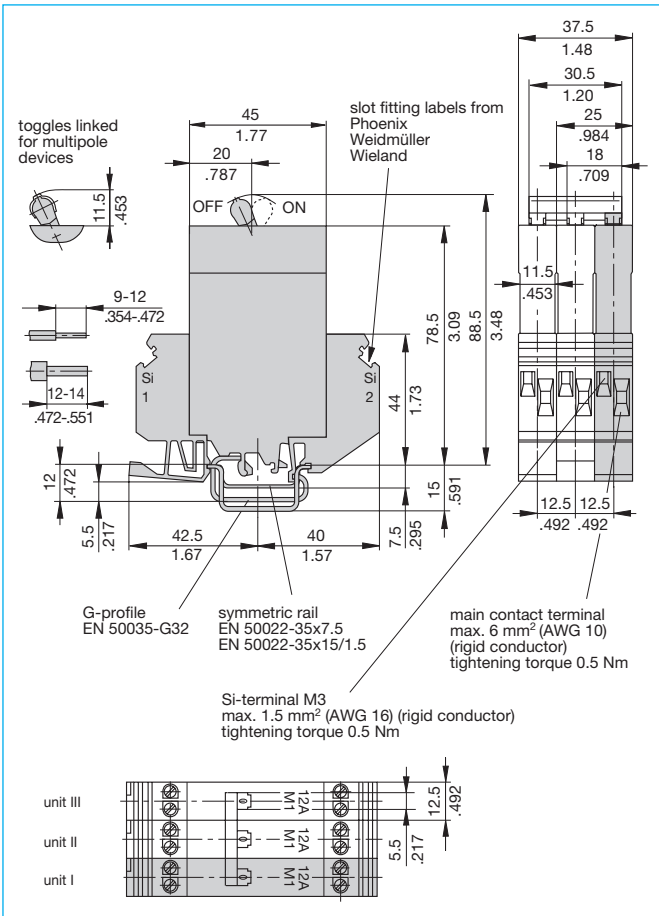 37.5
1.48
30.5
1.20
25
.984
18
.709
45
1.77
20
.787
slot fitting labels from
Phoenix
Weidmüller
Wieland
toggles linked
for multipole
devices
11.5
.453
OFF
ON
9-12
.354-.472
12-14
.472-.551
Si
1
Si
2
78.5
3.09
88.5
3.48
44
1.73
11.5
.453
12
.472
5.5
.217
15
.591
7.5
.295
42.5
1.67
40
1.57
12.5
.492
12.5
.492
G-profile
EN 50035-G32
symmetric rail
EN 50022-35x7.5
EN 50022-35x15/1.5
main contact terminal
max. 6 mm² (AWG 10)
(rigid conductor)
tightening torque 0.5 Nm
Si-terminal M3
max. 1.5 mm² (AWG 16) (rigid conductor)
tightening torque 0.5 Nm
unit III
12A
M1
unit II
12A
M1
unit I
12A
M1
5.5
.217
12.5
.492